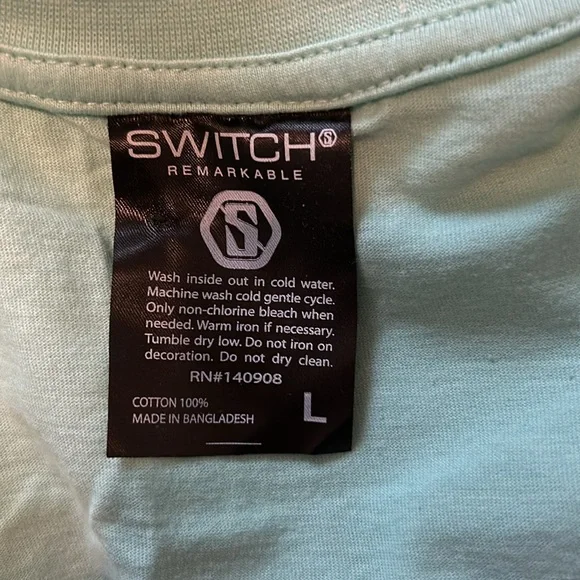 SWITCH
REMARKABLE
S
Wash inside out in cold water.
Machine wash cold gentle cycle.
Only non-chlorine bleach when
needed. Warm iron if necessary.
Tumble dry low. Do not iron on
decoration. Do not dry clean.
RN#140908
COTTON 100%
MADE IN BANGLADESH
L